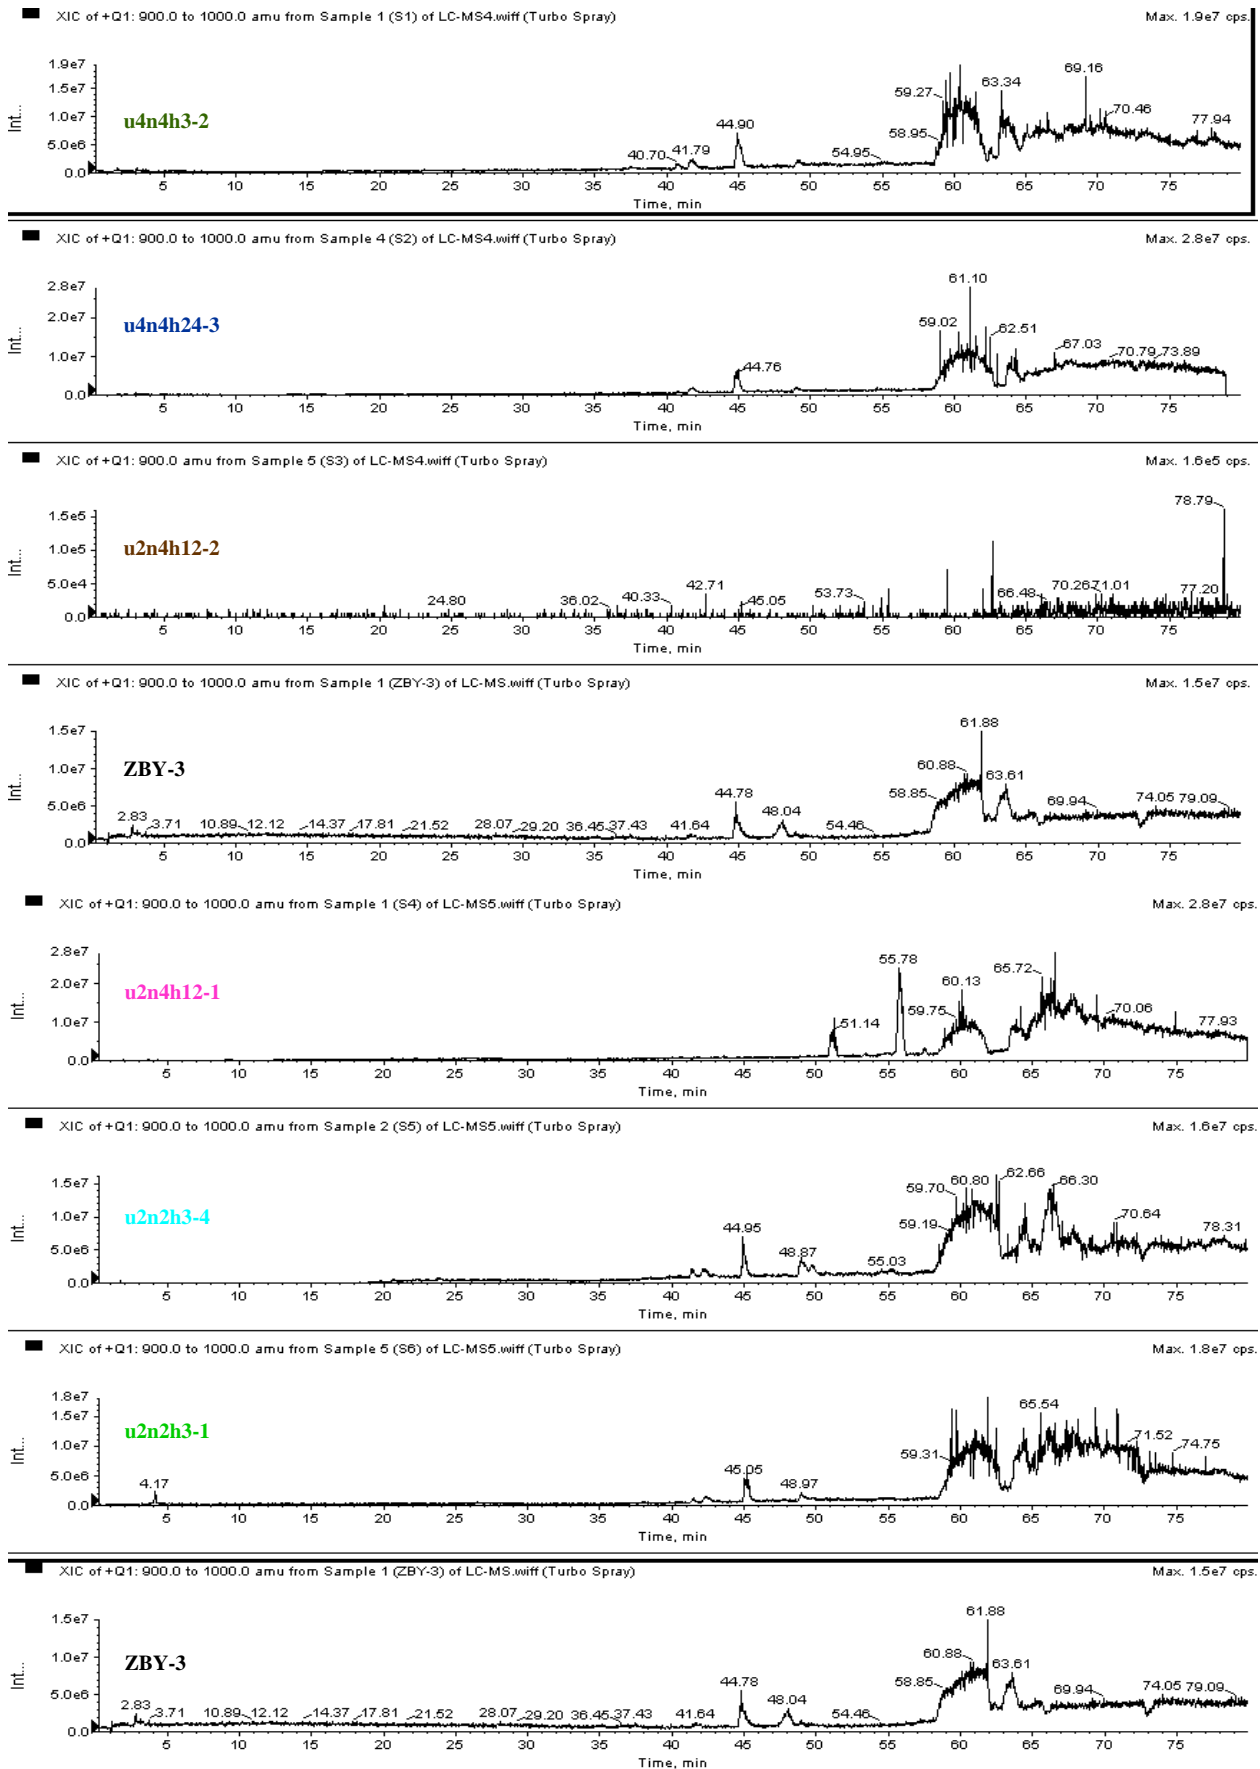 XIC of +Q1: 900.0 to 1000.0 amu from Sample 1 (S1) of LC-MS4.wiff (Turbo Spray) Max. 1.9e7 cps.
1.9e7
1.5e7
1.0e7
5.0e6
0.0
Int...
u4n4h3-2
40.70 41.79 44.90 54.95 58.95 59.27 63.34 69.16 70.46 77.94
5 10 15 20 25 30 35 40 45 50 55 60 65 70 75
Time, min
XIC of +Q1: 900.0 to 1000.0 amu from Sample 4 (S2) of LC-MS4.wiff (Turbo Spray) Max. 2.8e7 cps.
2.8e7
2.0e7
1.0e7
0.0
Int...
u4n4h24-3
44.76 59.02 61.10 62.51 67.03 70.79 73.89
5 10 15 20 25 30 35 40 45 50 55 60 65 70 75
Time, min
XIC of +Q1: 900.0 amu from Sample 5 (S3) of LC-MS4.wiff (Turbo Spray) Max. 1.6e5 cps.
1.5e5
1.0e5
5.0e4
0.0
Int...
u2n4h12-2
24.80 36.02 40.33 42.71 45.05 53.73 66.48 70.26 71.01 77.20 78.79
5 10 15 20 25 30 35 40 45 50 55 60 65 70 75
Time, min
XIC of +Q1: 900.0 to 1000.0 amu from Sample 1 (ZBY-3) of LC-MS.wiff (Turbo Spray) Max. 1.5e7 cps.
1.5e7
1.0e7
5.0e6
0.0
Int...
ZBY-3
2.83 3.71 10.89 12.12 14.37 17.81 21.52 28.07 29.20 36.45 37.43 41.64 44.78 48.04 54.46 58.85 60.88 61.88 63.61 69.94 74.05 79.09
5 10 15 20 25 30 35 40 45 50 55 60 65 70 75
Time, min
XIC of +Q1: 900.0 to 1000.0 amu from Sample 1 (S4) of LC-MS5.wiff (Turbo Spray) Max. 2.8e7 cps.
2.8e7
2.0e7
1.0e7
0.0
Int...
u2n4h12-1
51.14 55.78 59.75 60.13 65.72 70.06 77.93
5 10 15 20 25 30 35 40 45 50 55 60 65 70 75
Time, min
XIC of +Q1: 900.0 to 1000.0 amu from Sample 2 (S5) of LC-MS5.wiff (Turbo Spray) Max. 1.6e7 cps.
1.5e7
1.0e7
5.0e6
0.0
Int...
u2n2h3-4
44.95 48.87 55.03 59.19 59.70 60.80 62.66 66.30 70.64 78.31
5 10 15 20 25 30 35 40 45 50 55 60 65 70 75
Time, min
XIC of +Q1: 900.0 to 1000.0 amu from Sample 5 (S6) of LC-MS5.wiff (Turbo Spray) Max. 1.8e7 cps.
1.8e7
1.5e7
1.0e7
5.0e6
0.0
Int...
u2n2h3-1
4.17 45.05 48.97 59.31 65.54 71.52 74.75
5 10 15 20 25 30 35 40 45 50 55 60 65 70 75
Time, min
XIC of +Q1: 900.0 to 1000.0 amu from Sample 1 (ZBY-3) of LC-MS.wiff (Turbo Spray) Max. 1.5e7 cps.
1.5e7
1.0e7
5.0e6
0.0
Int...
ZBY-3
2.83 3.71 10.89 12.12 14.37 17.81 21.52 28.07 29.20 36.45 37.43 41.64 44.78 48.04 54.46 58.85 60.88 61.88 63.61 69.94 74.05 79.09
5 10 15 20 25 30 35 40 45 50 55 60 65 70 75
Time, min